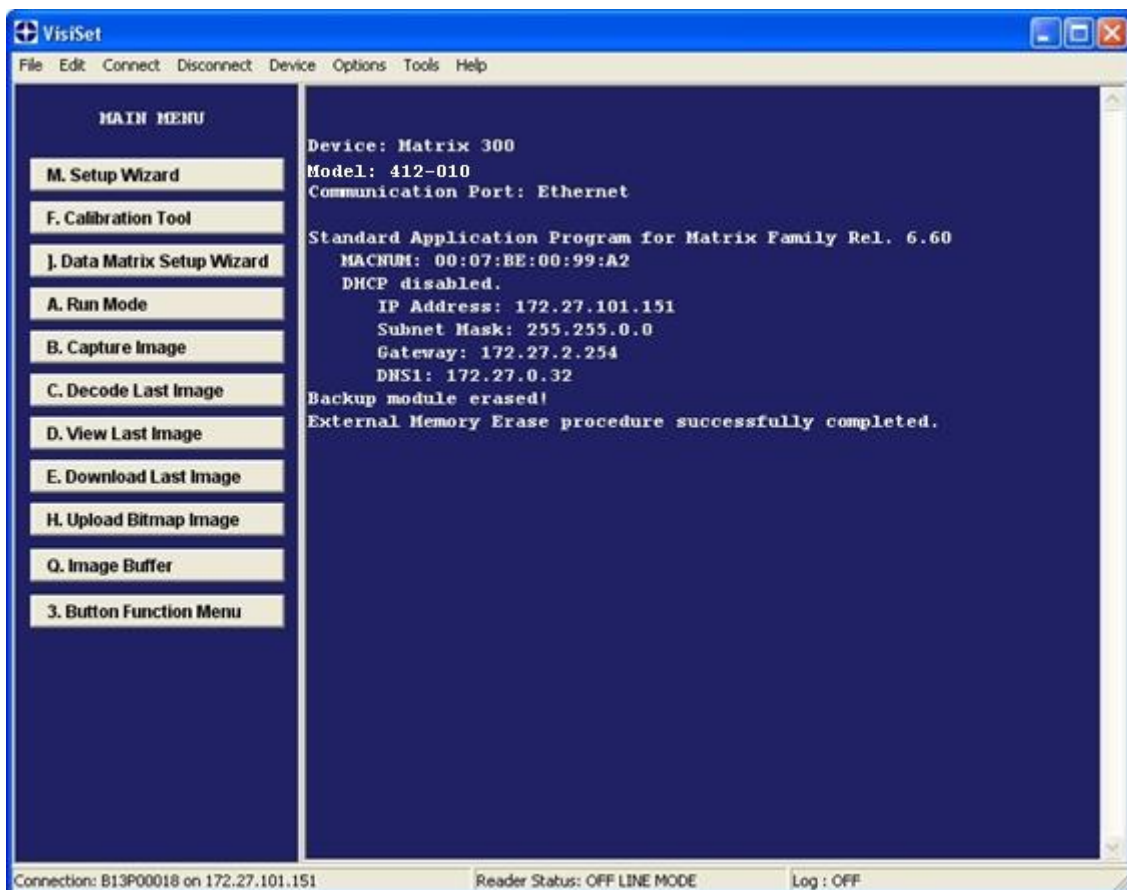 VisiSet
File Edit Connect Disconnect Device Options Tools Help
MAIN MENU
M. Setup Wizard
F. Calibration Tool
]. Data Matrix Setup Wizard
A. Run Mode
B. Capture Image
C. Decode Last Image
D. View Last Image
E. Download Last Image
H. Upload Bitmap Image
Q. Image Buffer
3. Button Function Menu
Device: Matrix 300
Model: 412-010
Communication Port: Ethernet
Standard Application Program for Matrix Family Rel. 6.60
MACNUM: 00:07:BE:00:99:A2
DHCP disabled.
IP Address: 172.27.101.151
Subnet Mask: 255.255.0.0
Gateway: 172.27.2.254
DNS1: 172.27.0.32
Backup module erased!
External Memory Erase procedure successfully completed.
Connection: B13P00018 on 172.27.101.151 Reader Status: OFF LINE MODE Log : OFF